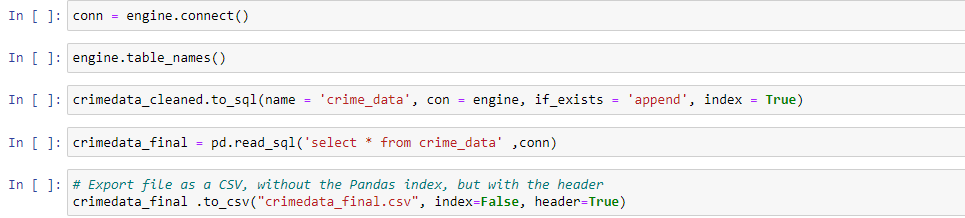 In [ ]: conn = engine.connect()
In [ ]: engine.table_names()
In [ ]: crimedata_cleaned.to_sql(name = 'crime_data', con = engine, if_exists = 'append', index = True)
In [ ]: crimedata_final = pd.read_sql('select * from crime_data' ,conn)
In [ ]: # Export file as a CSV, without the Pandas index, but with the header
crimedata_final .to_csv("crimedata_final.csv", index=False, header=True)